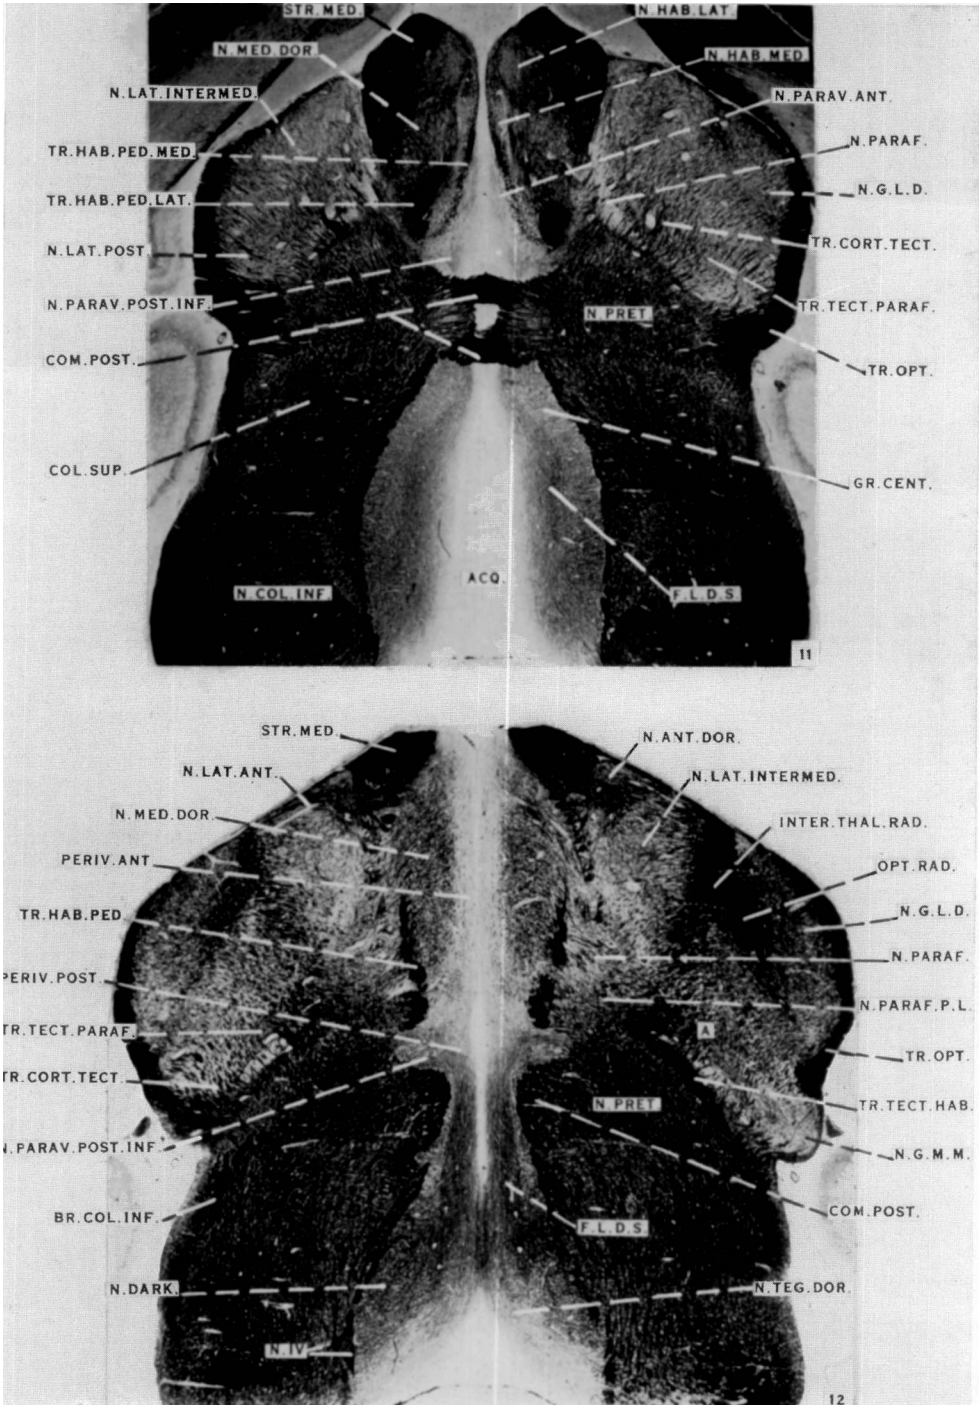 STR.MED.
N.HAB.LAT.
N.MED.DOR.
N.HAB.MED.
N.LAT.INTERMED.
N.PARAV.ANT.
TR.HAB.PED.MED.
N.PARAF.
TR.HAB.PED.LAT.
N.G.L.D.
N.LAT.POST.
TR.CORT.TECT.
N.PARAV.POST.INF.
N.PRET.
TR.TECT.PARAF.
COM.POST.
TR.OPT.
COL.SUP.
GR.CENT.
ACQ.
N.COL.INF.
F.L.D.S
11
STR.MED.
N.ANT.DOR.
N.LAT.ANT.
N.LAT.INTERMED.
N.MED.DOR.
INTER.THAL.RAD.
PERIV.ANT
OPT.RAD.
TR.HAB.PED.
N.G.L.D.
N.PARAF.
PERIV.POST.
N.PARAF.P.L.
TR.TECT.PARAF.
A
TR.OPT.
TR.CORT.TECT.
N.PRET
TR.TECT.HAB.
N.PARAV.POST.INF.
N.G.M.M.
BR.COL.INF.
F.L.D.S
COM.POST.
N.DARK.
N.TEG.DOR.
N.IV
12